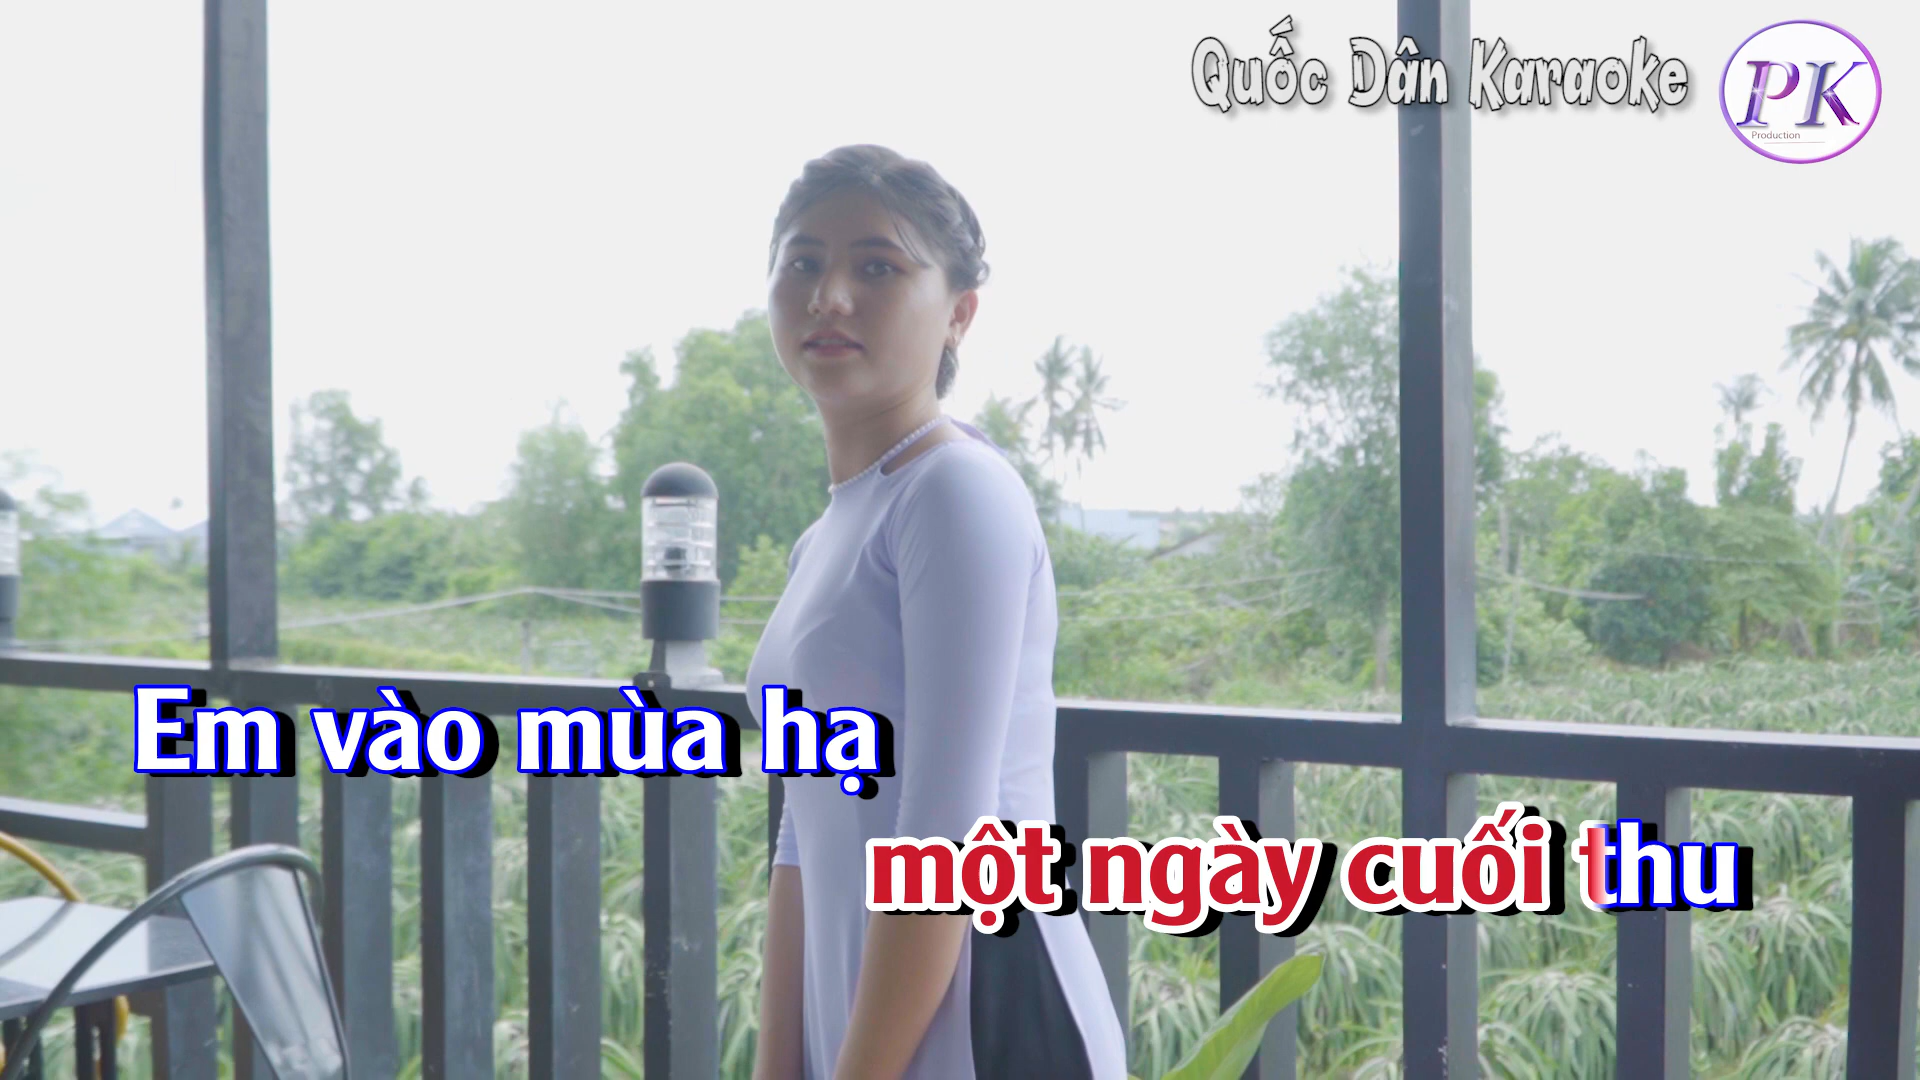 Quốc Dân Karaoke
PK
Production
Em vào mùa hạ
một ngày cuối thu